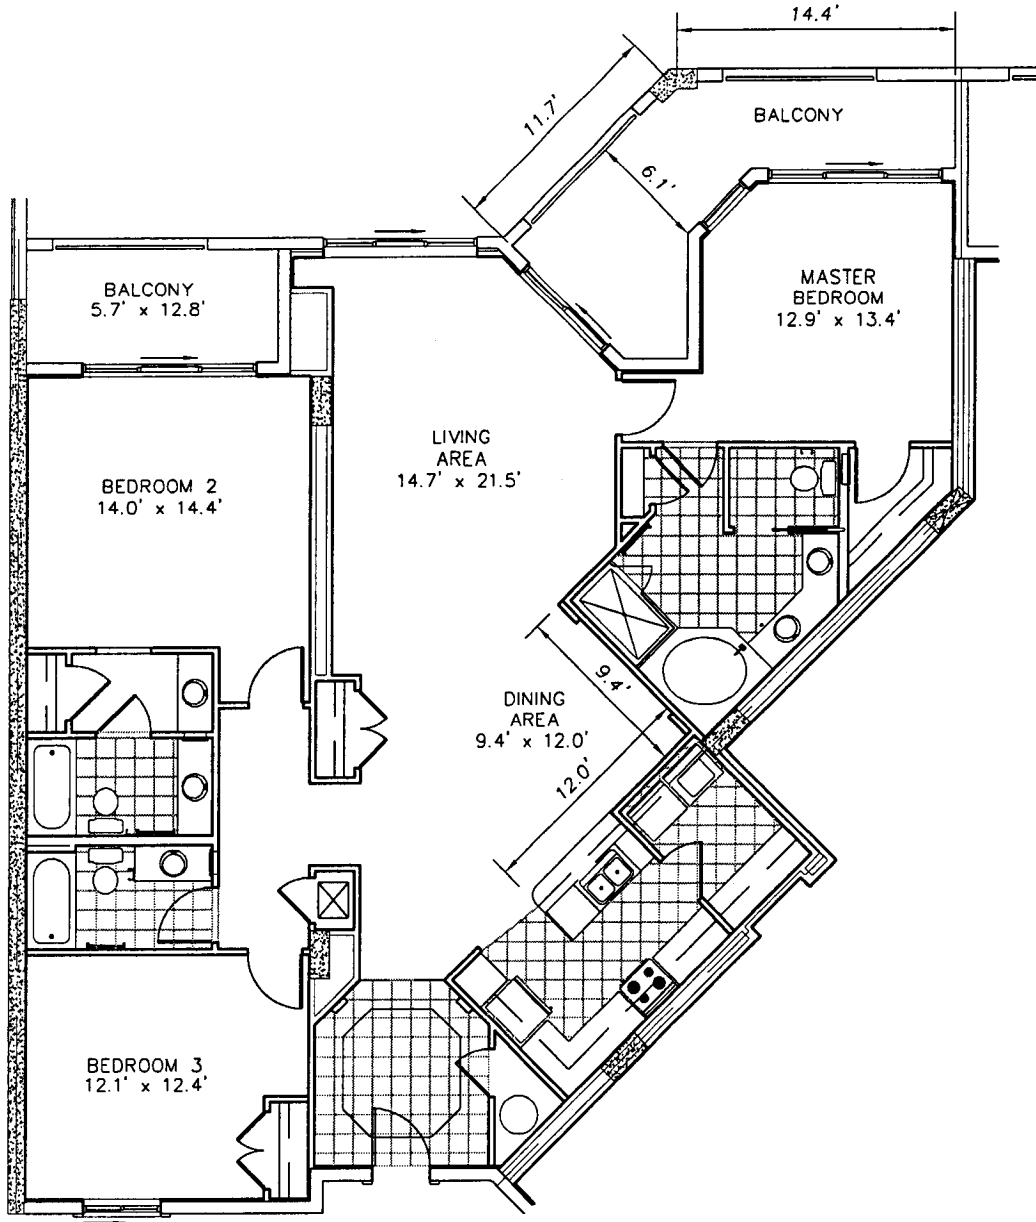 14.4'
11.7'
BALCONY
6.1'
BALCONY
5.7' x 12.8'
MASTER
BEDROOM
12.9' x 13.4'
LIVING
AREA
14.7' x 21.5'
BEDROOM 2
14.0' x 14.4'
9.4'
DINING
AREA
9.4' x 12.0'
12.0'
BEDROOM 3
12.1' x 12.4'